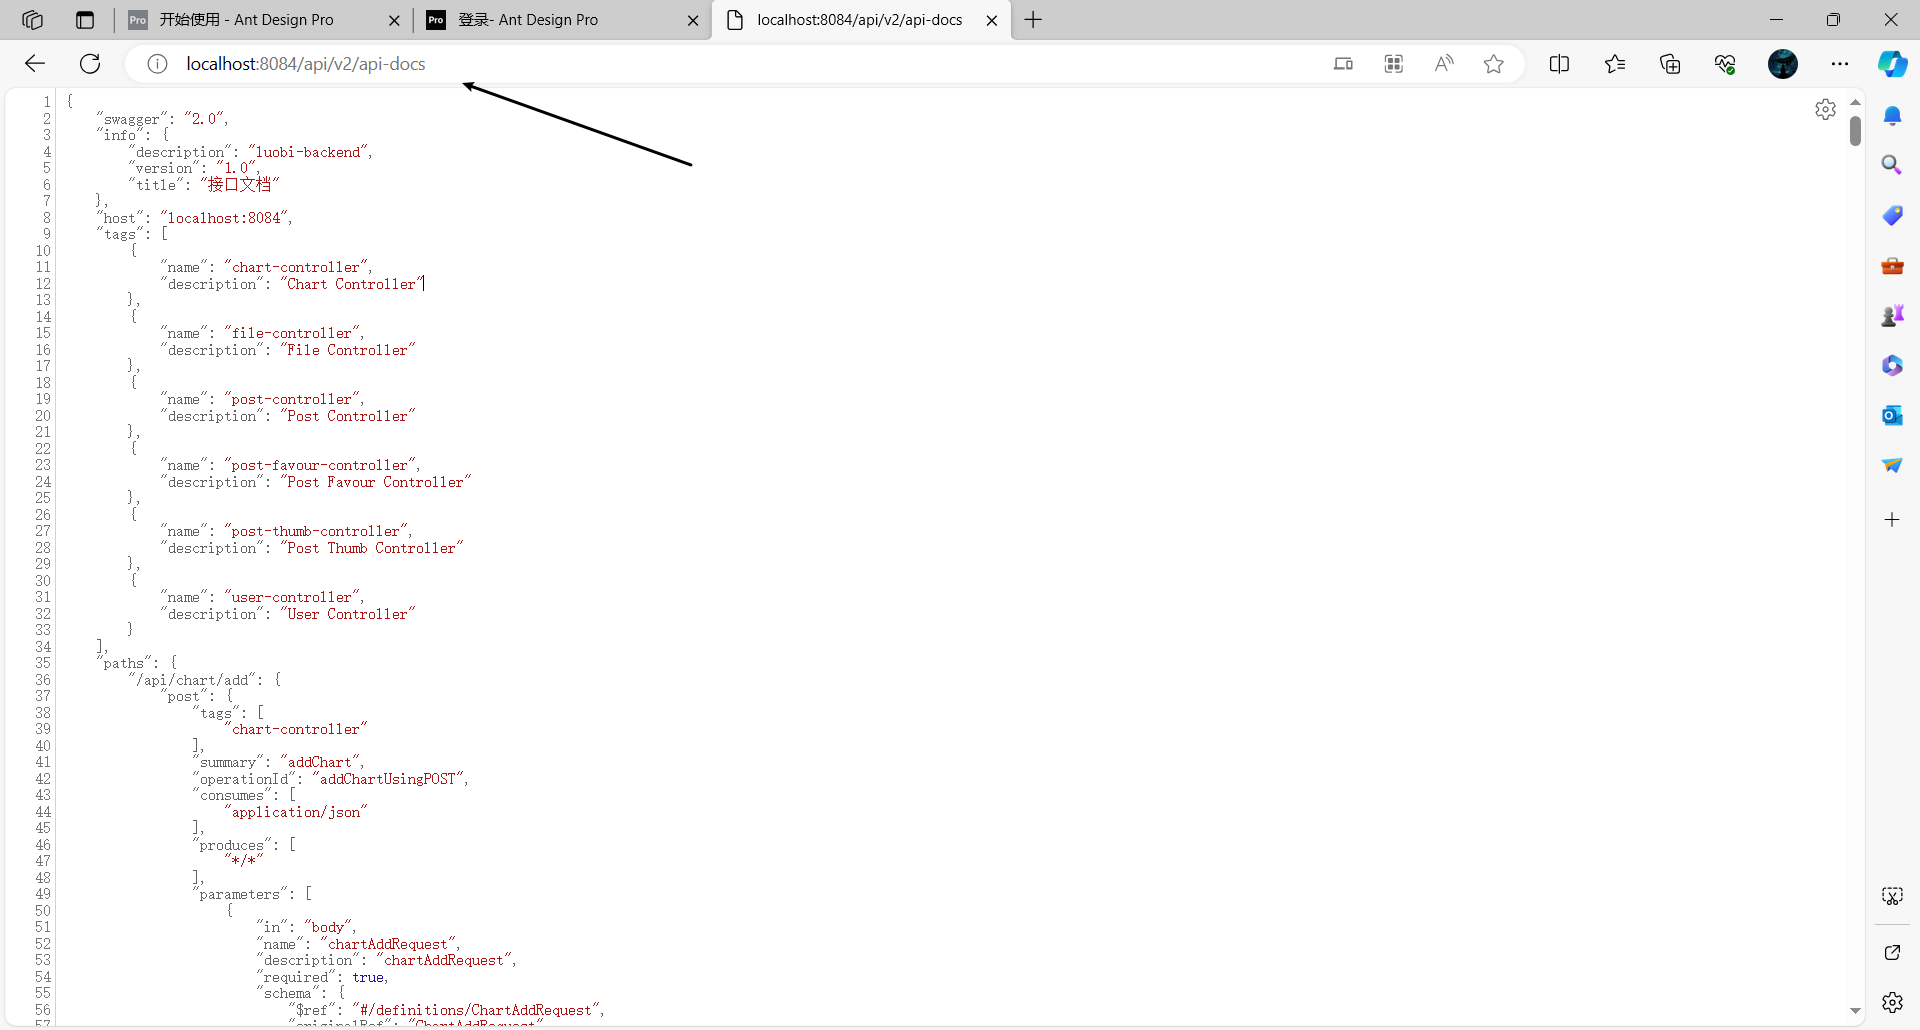 开始使用 - Ant Design Pro
登录- Ant Design Pro
localhost:8084/api/v2/api-docs
localhost:8084/api/v2/api-docs
1 {
2 "swagger": "2.0",
3 "info": {
4 "description": "luobi-backend",
5 "version": "1.0",
6 "title": "接口文档"
7 },
8 "host": "localhost:8084",
9 "tags": [
10 {
11 "name": "chart-controller",
12 "description": "Chart Controller"
13 },
14 {
15 "name": "file-controller",
16 "description": "File Controller"
17 },
18 {
19 "name": "post-controller",
20 "description": "Post Controller"
21 },
22 {
23 "name": "post-favour-controller",
24 "description": "Post Favour Controller"
25 },
26 {
27 "name": "post-thumb-controller",
28 "description": "Post Thumb Controller"
29 },
30 {
31 "name": "user-controller",
32 "description": "User Controller"
33 }
34 ],
35 "paths": {
36 "/api/chart/add": {
37 "post": {
38 "tags": [
39 "chart-controller"
40 ],
41 "summary": "addChart",
42 "operationId": "addChartUsingPOST",
43 "consumes": [
44 "application/json"
45 ],
46 "produces": [
47 "*/*"
48 ],
49 "parameters": [
50 {
51 "in": "body",
52 "name": "chartAddRequest",
53 "description": "chartAddRequest",
54 "required": true,
55 "schema": {
56 "$ref": "#/definitions/ChartAddRequest",
57 "originalRef": "ChartAddRequest"